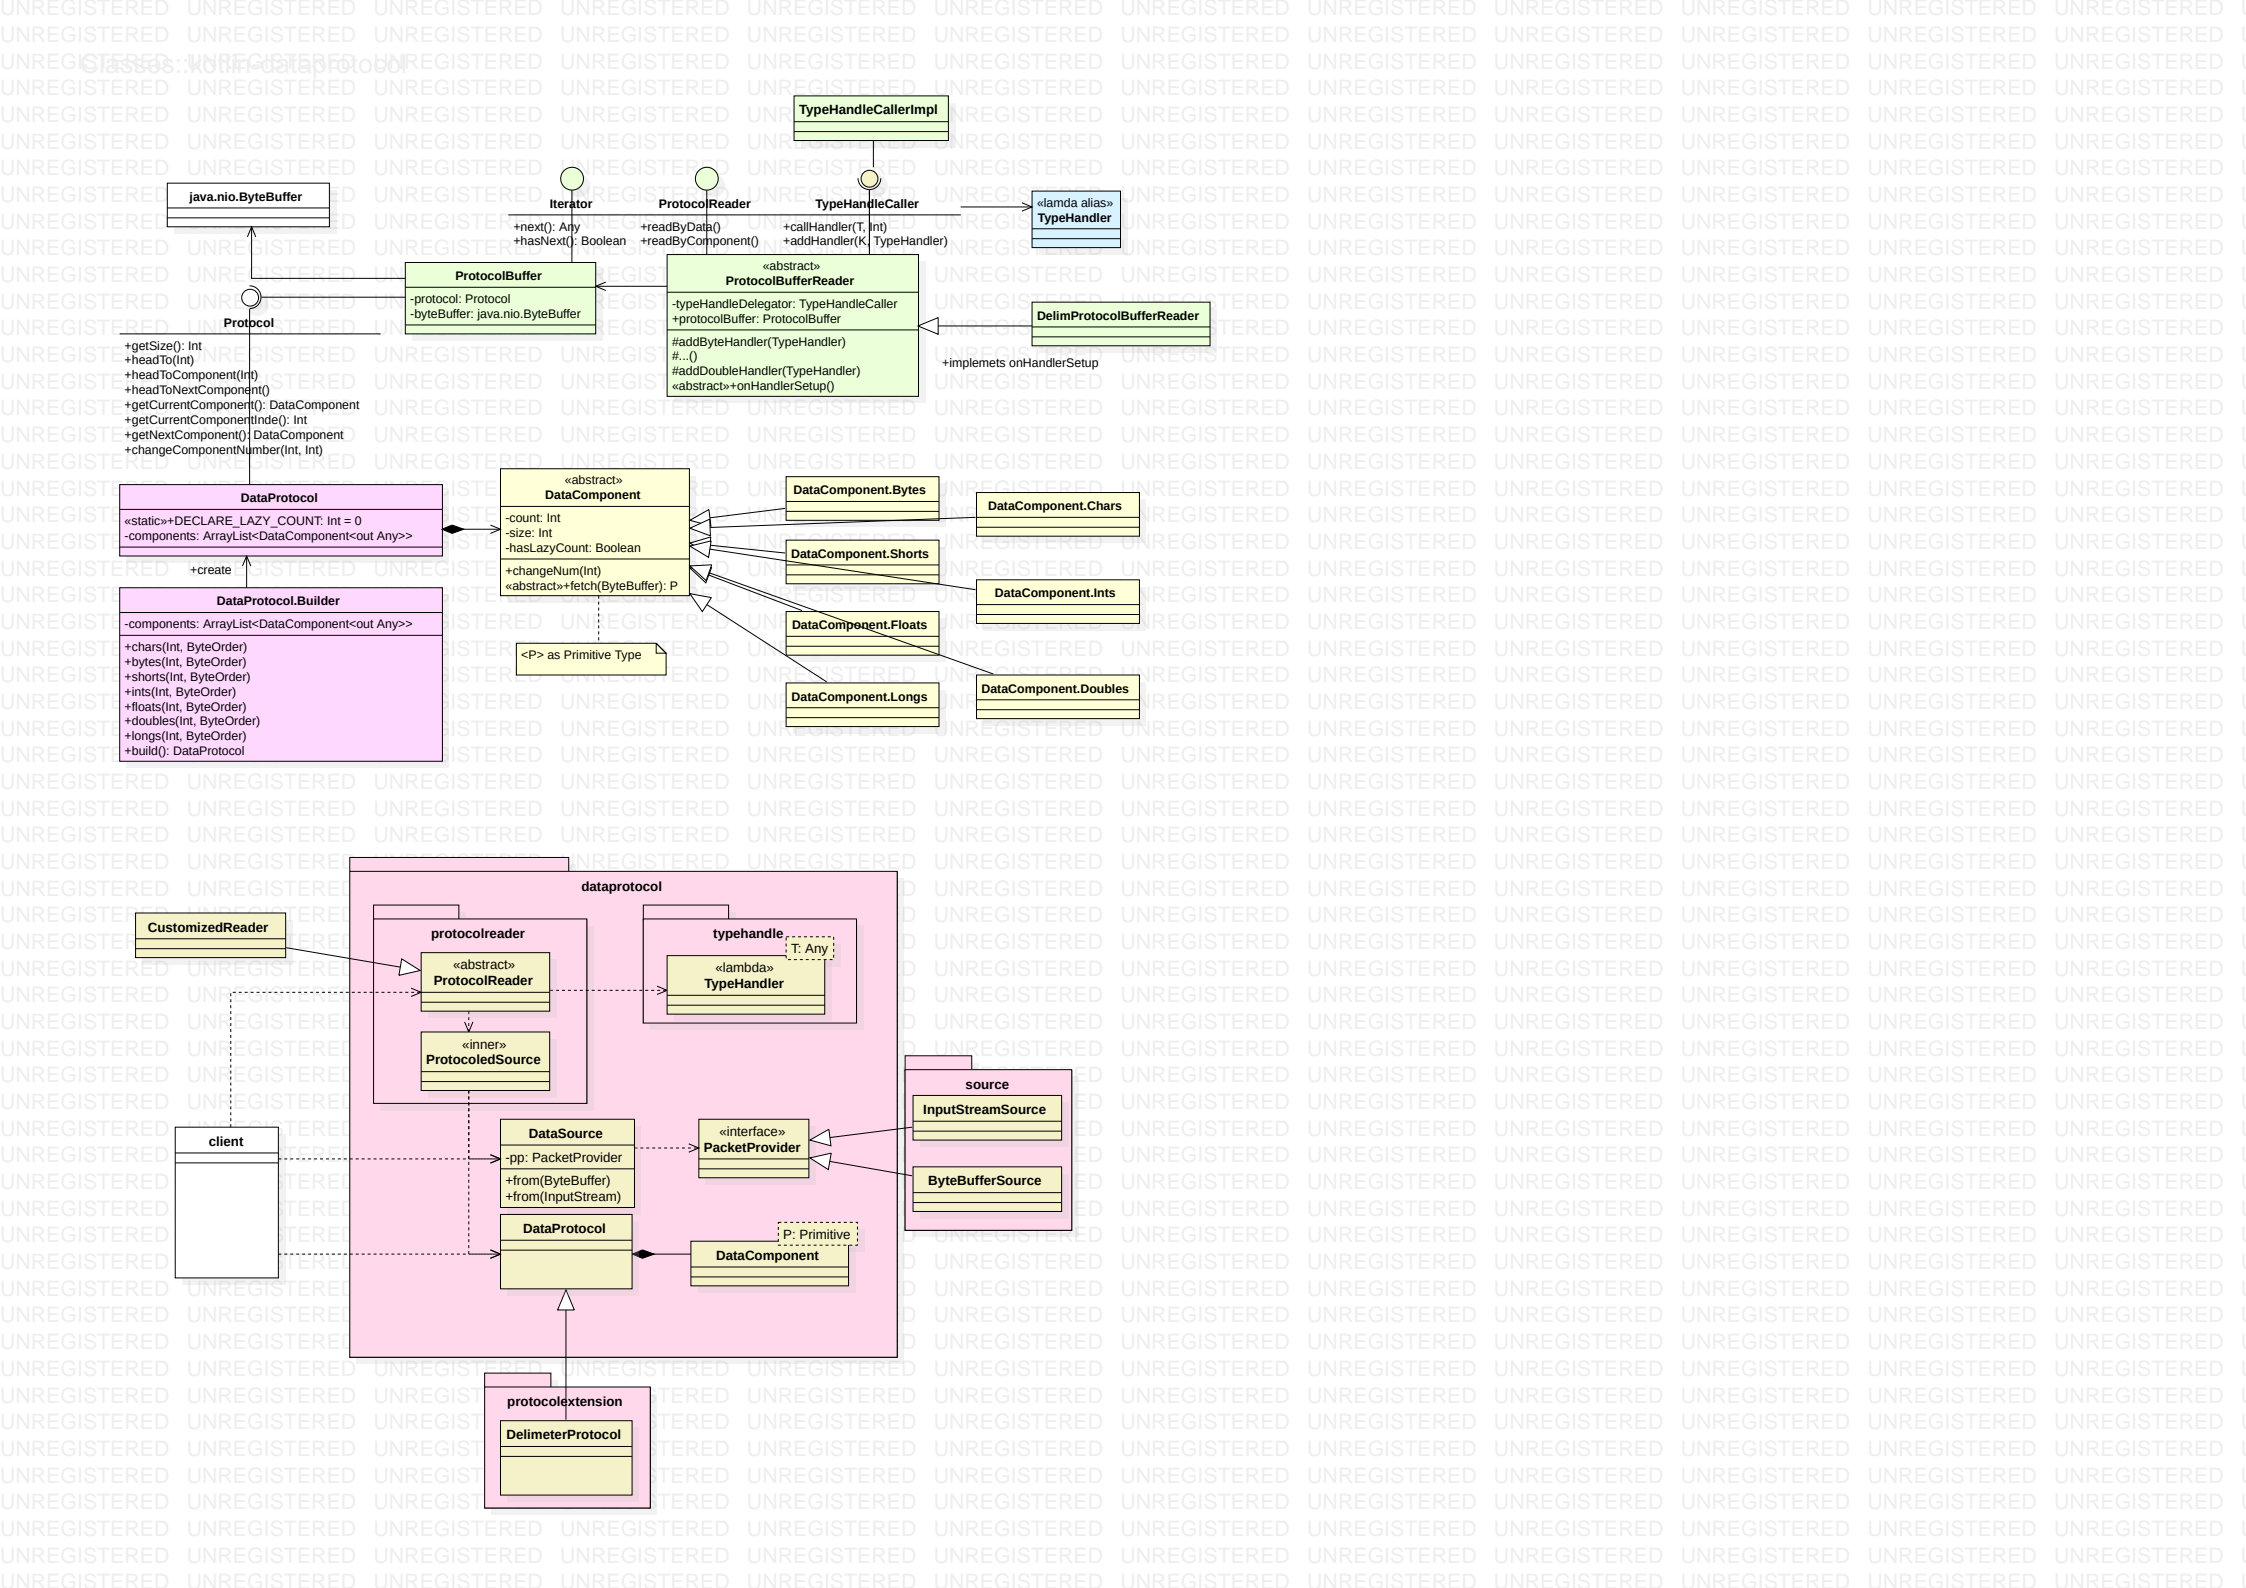 Classes::kotlin-dataprotocol
TypeHandleCallerImpl
java.nio.ByteBuffer
Iterator
+next(): Any
+hasNext(): Boolean
ProtocolReader
+readByData()
+readByComponent()
TypeHandleCaller
+callHandler(T, Int)
+addHandler(K, TypeHandler)
«lamda alias»
TypeHandler
ProtocolBuffer
-protocol: Protocol
-byteBuffer: java.nio.ByteBuffer
«abstract»
ProtocolBufferReader
-typeHandleDelegator: TypeHandleCaller
+protocolBuffer: ProtocolBuffer
#addByteHandler(TypeHandler)
#...()
#addDoubleHandler(TypeHandler)
«abstract»+onHandlerSetup()
DelimProtocolBufferReader
+implemets onHandlerSetup
Protocol
+getSize(): Int
+headTo(Int)
+headToComponent(Int)
+headToNextComponent()
+getCurrentComponent(): DataComponent
+getCurrentComponentInde(): Int
+getNextComponent(): DataComponent
+changeComponentNumber(Int, Int)
DataProtocol
«static»+DECLARE_LAZY_COUNT: Int = 0
-components: ArrayList<DataComponent<out Any>>
+create
DataProtocol.Builder
-components: ArrayList<DataComponent<out Any>>
+chars(Int, ByteOrder)
+bytes(Int, ByteOrder)
+shorts(Int, ByteOrder)
+ints(Int, ByteOrder)
+floats(Int, ByteOrder)
+doubles(Int, ByteOrder)
+longs(Int, ByteOrder)
+build(): DataProtocol
«abstract»
DataComponent
-count: Int
-size: Int
-hasLazyCount: Boolean
+changeNum(Int)
«abstract»+fetch(ByteBuffer): P
<P> as Primitive Type
DataComponent.Bytes
DataComponent.Chars
DataComponent.Shorts
DataComponent.Ints
DataComponent.Floats
DataComponent.Longs
DataComponent.Doubles
dataprotocol
CustomizedReader
protocolreader
«abstract»
ProtocolReader
«inner»
ProtocoledSource
typehandle
T: Any
«lambda»
TypeHandler
client
DataSource
-pp: PacketProvider
+from(ByteBuffer)
+from(InputStream)
«interface»
PacketProvider
source
InputStreamSource
ByteBufferSource
DataProtocol
P: Primitive
DataComponent
protocolextension
DelimeterProtocol
UNREGISTERED